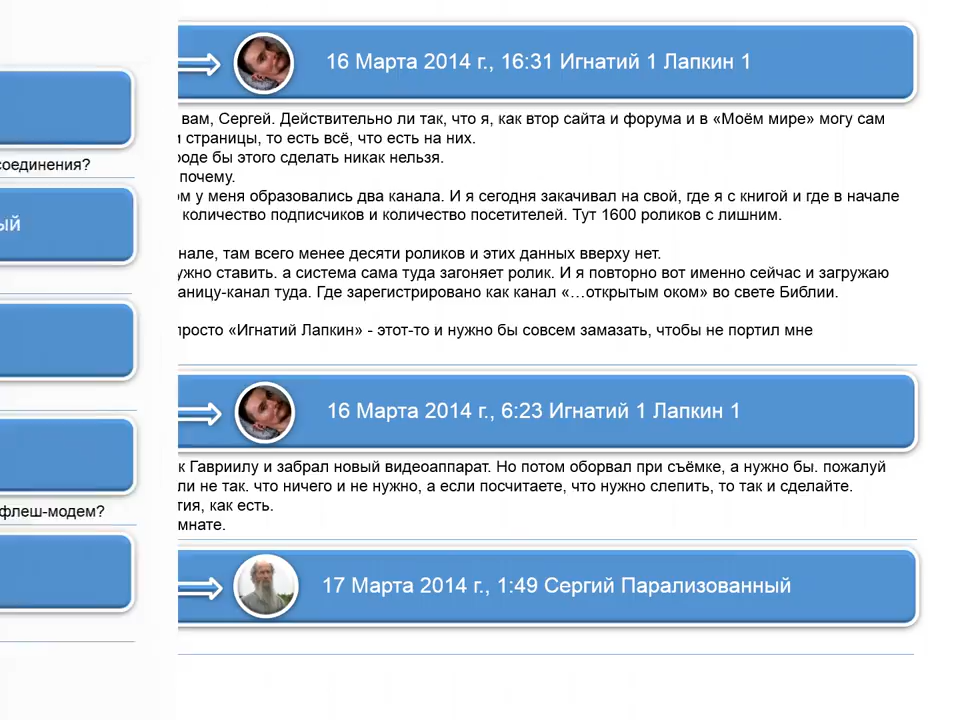 16 Марта 2014 г., 16:31 Игнатий 1 Лапкин 1
вам, Сергей. Действительно ли так, что я, как втор сайта и форума и в «Моём мире» могу сам
и страницы, то есть всё, что есть на них.
роде бы этого сделать никак нельзя.
почему.
ом у меня образовались два канала. И я сегодня закачивал на свой, где я с книгой и где в начале
количество подписчиков и количество посетителей. Тут 1600 роликов с лишним.
нале, там всего менее десяти роликов и этих данных вверху нет.
ужно ставить. а система сама туда загоняет ролик. И я повторно вот именно сейчас и загружаю
аницу-канал туда. Где зарегистрировано как канал «…открытым оком» во свете Библии.
просто «Игнатий Лапкин» - этот-то и нужно бы совсем замазать, чтобы не портил мне
16 Марта 2014 г., 6:23 Игнатий 1 Лапкин 1
к Гавриилу и забрал новый видеоаппарат. Но потом оборвал при съёмке, а нужно бы. пожалуй
ли не так. что ничего и не нужно, а если посчитаете, что нужно слепить, то так и сделайте.
тия, как есть.
мнате.
17 Марта 2014 г., 1:49 Сергий Парализованный
соединения?
ый
флеш-модем?